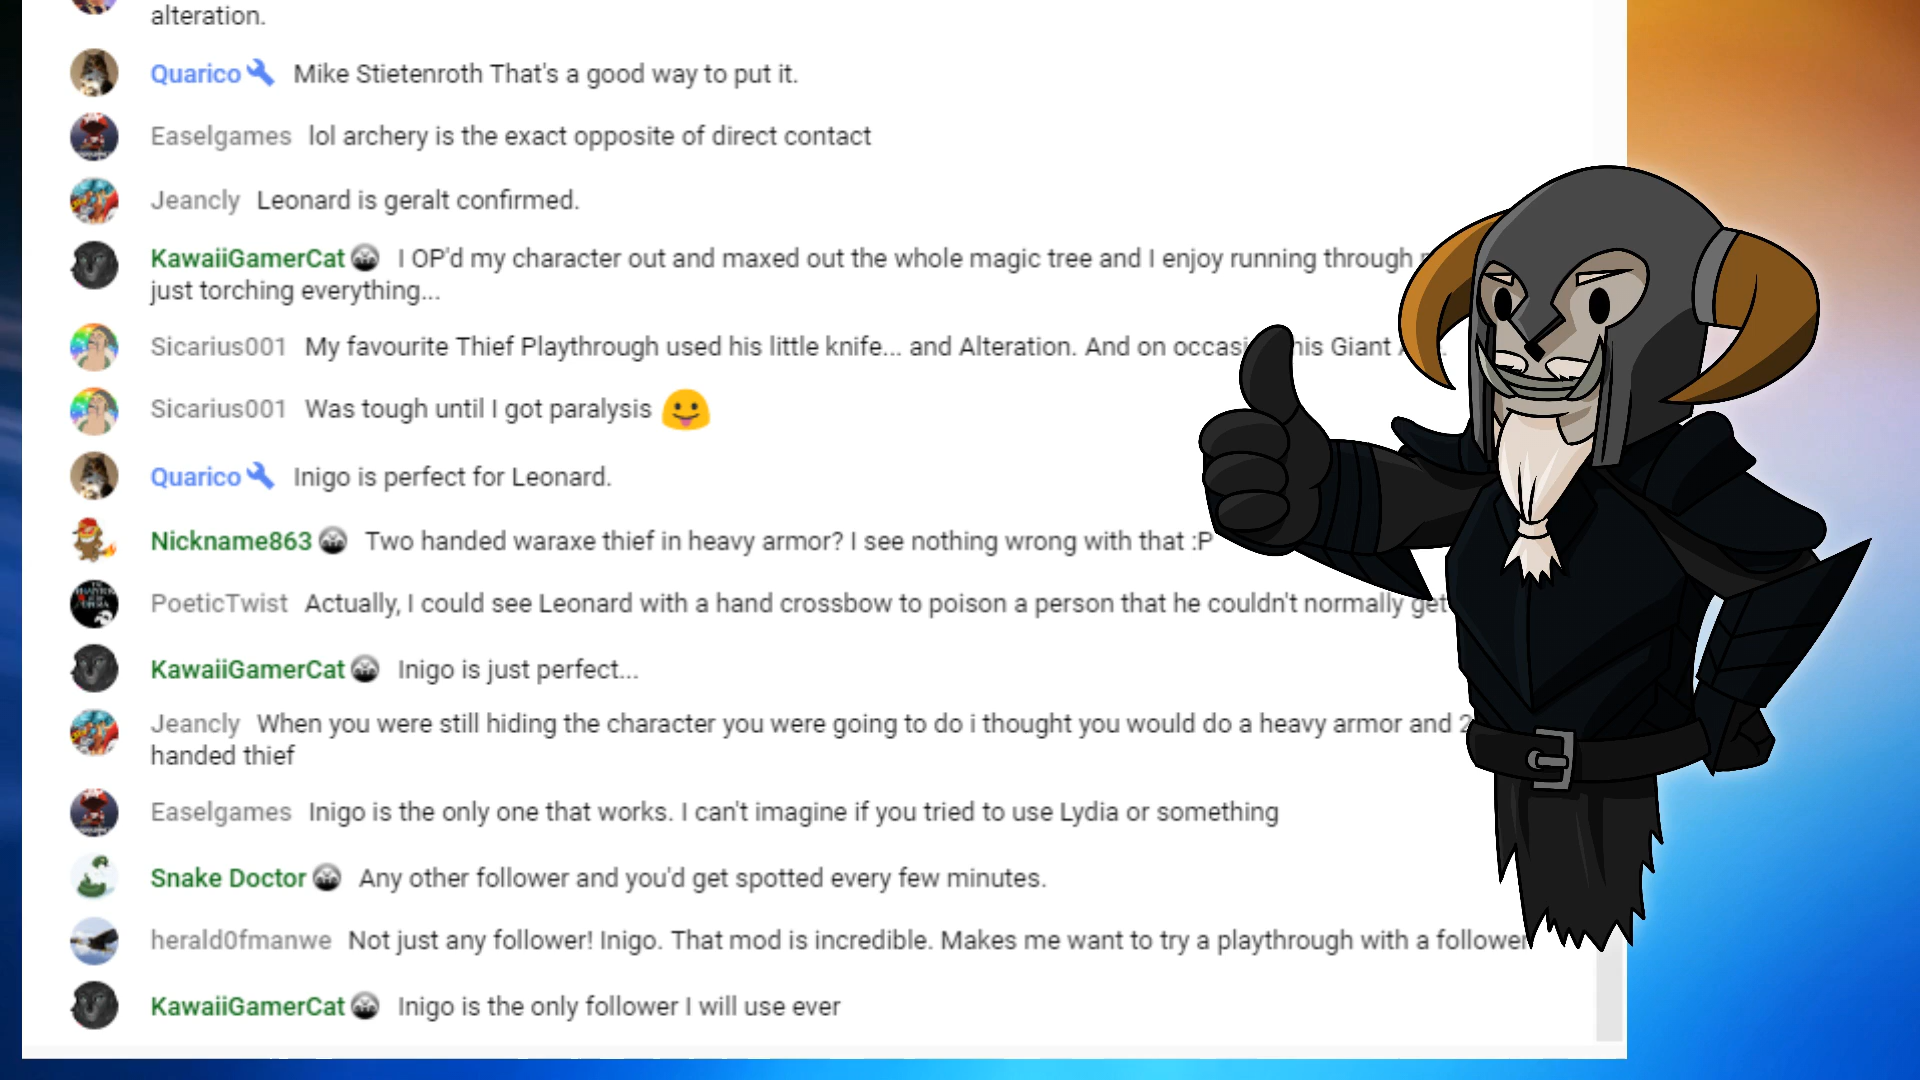 alteration.
Quarico Mike Stietenroth That's a good way to put it.
Easelgames lol archery is the exact opposite of direct contact
Jeancly Leonard is geralt confirmed.
KawaiiGamerCat I OP'd my character out and maxed out the whole magic tree and I enjoy running through
just torching everything...
Sicarius001 My favourite Thief Playthrough used his little knife... and Alteration. And on his Giant
Sicarius001 Was tough until I got paralysis 😛
Quarico Inigo is perfect for Leonard.
Nickname863 Two handed waraxe thief in heavy armor? I see nothing wrong with that :P
PoeticTwist Actually, I could see Leonard with a hand crossbow to poison a person that he couldn't normally get
KawaiiGamerCat Inigo is just perfect...
Jeancly When you were still hiding the character you were going to do i thought you would do a heavy armor and 2
handed thief
Easelgames Inigo is the only one that works. I can't imagine if you tried to use Lydia or something
Snake Doctor Any other follower and you'd get spotted every few minutes.
herald0fmanwe Not just any follower! Inigo. That mod is incredible. Makes me want to try a playthrough with a follower
KawaiiGamerCat Inigo is the only follower I will use ever